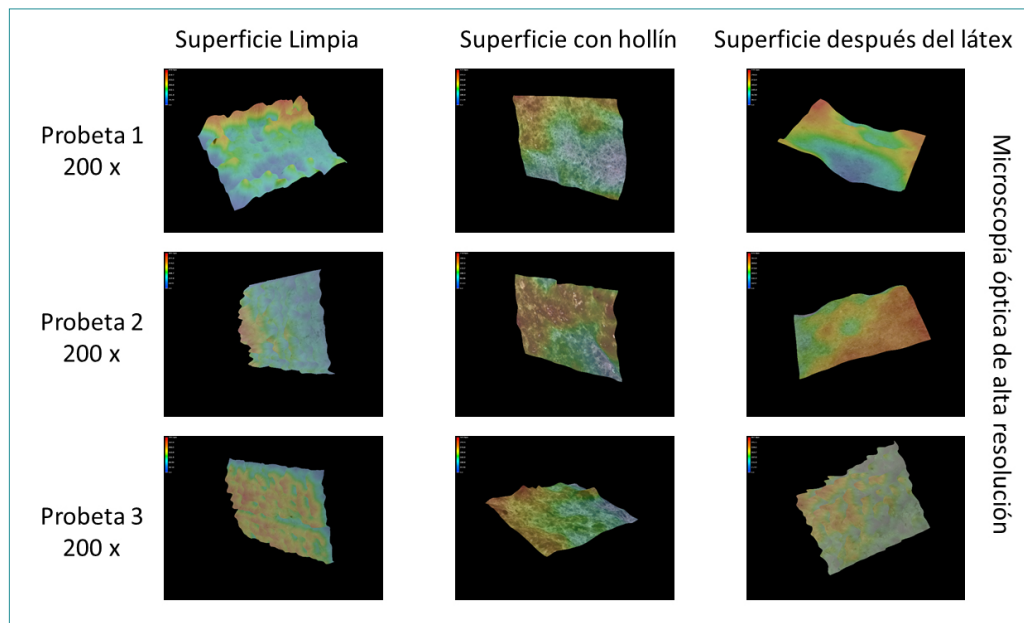 Superficie Limpia
Superficie con hollín
Superficie después del látex
Probeta 1
200 x
Probeta 2
200 x
Probeta 3
200 x
Microscopía óptica de alta resolución